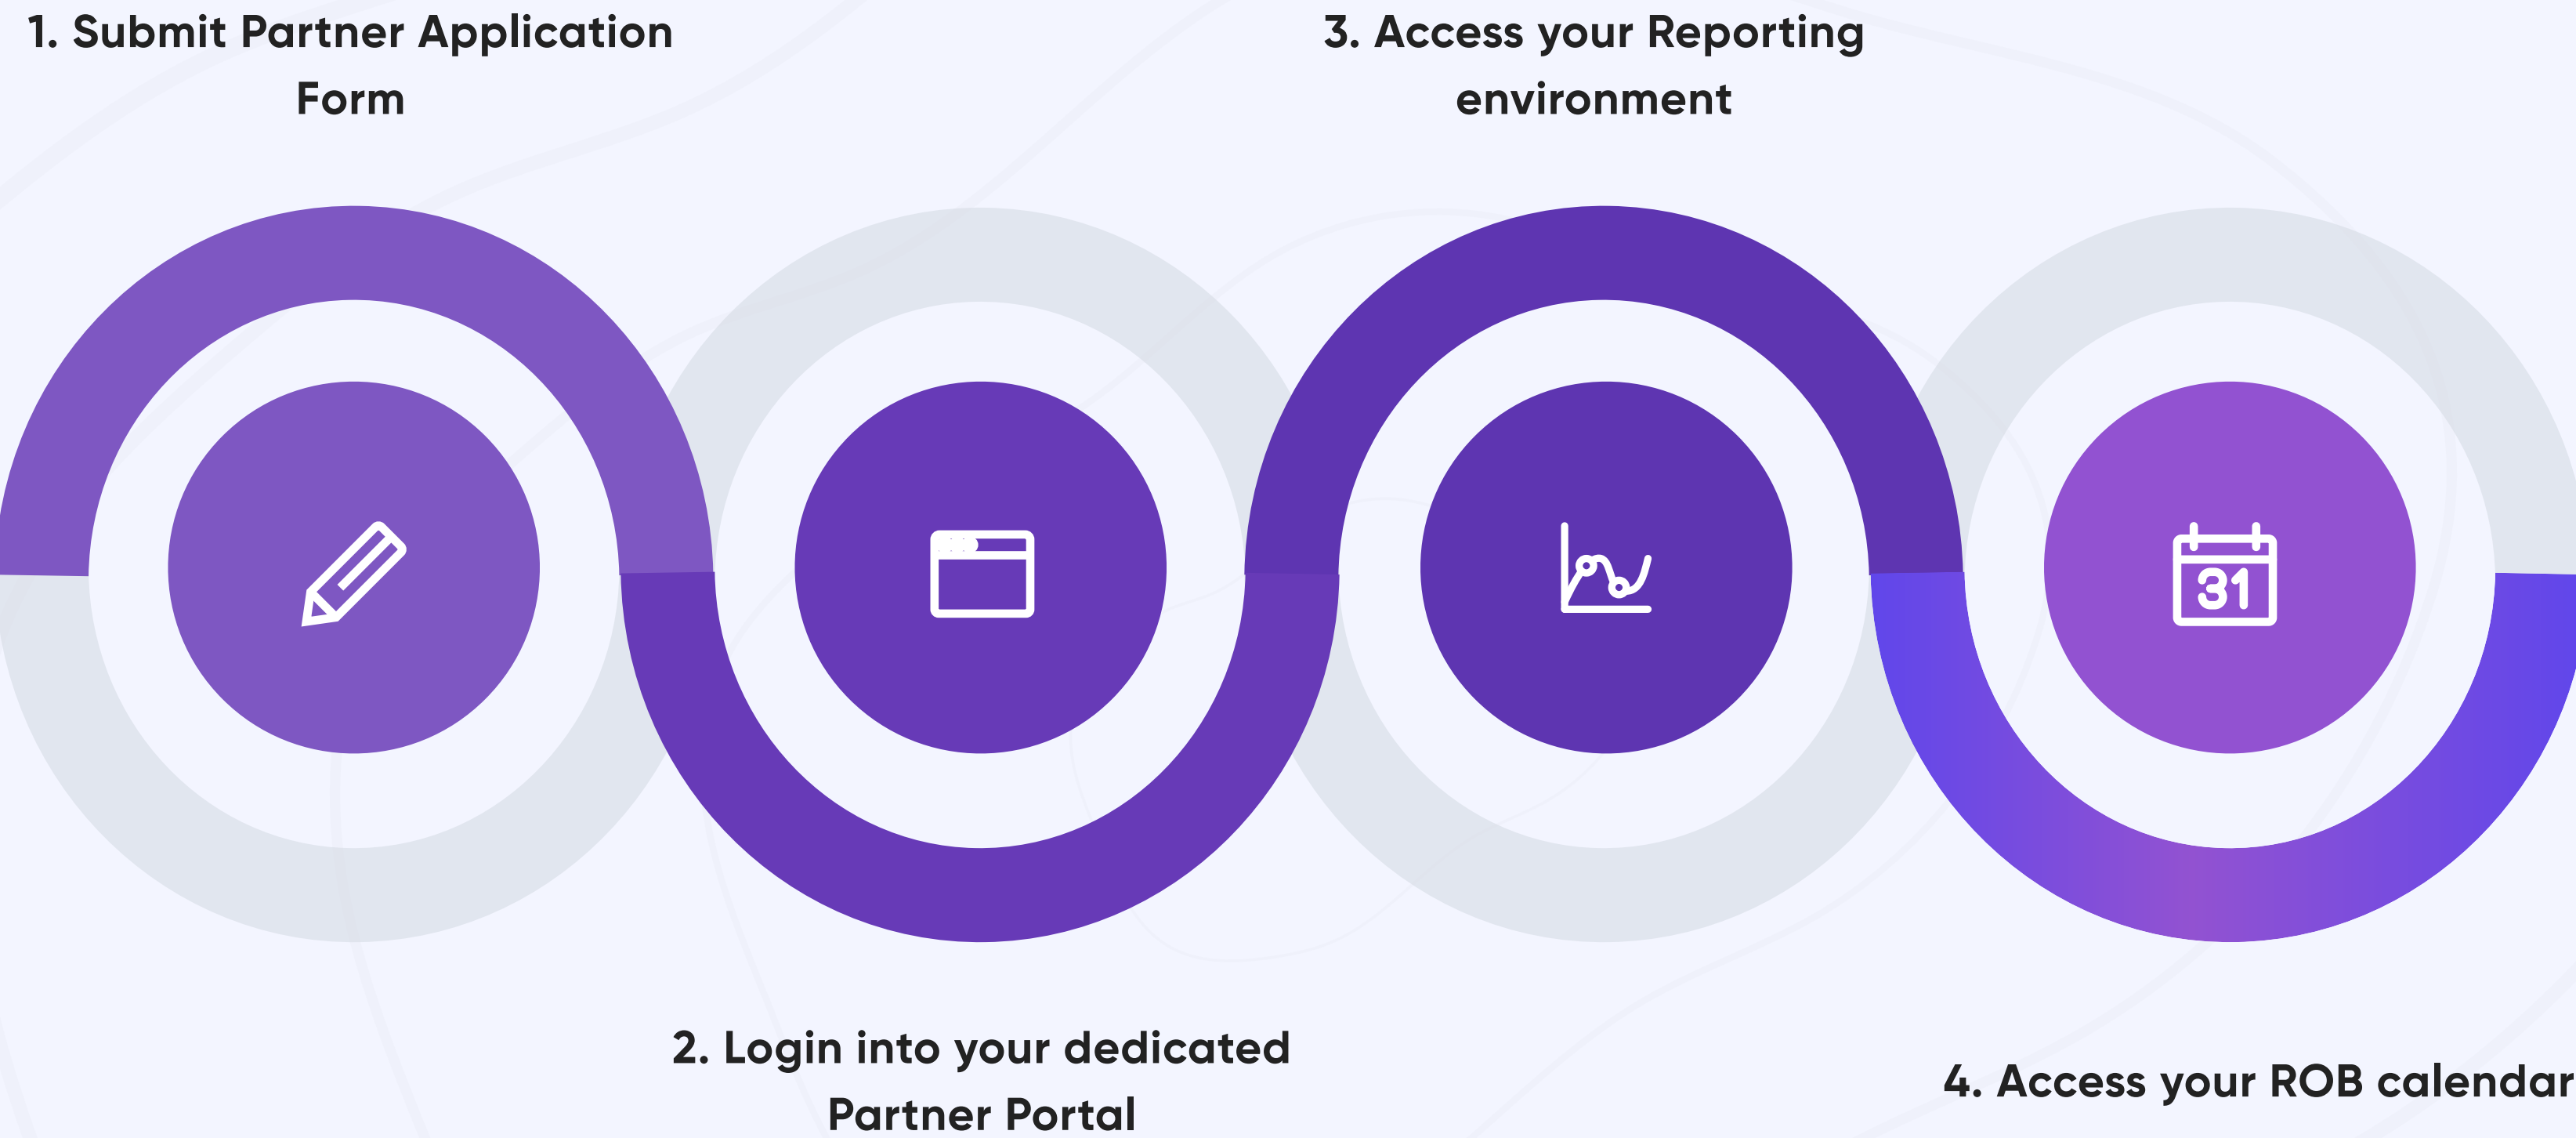 1. Submit Partner Application
Form
3. Access your Reporting
environment
31
2. Login into your dedicated
Partner Portal
4. Access your ROB calendar